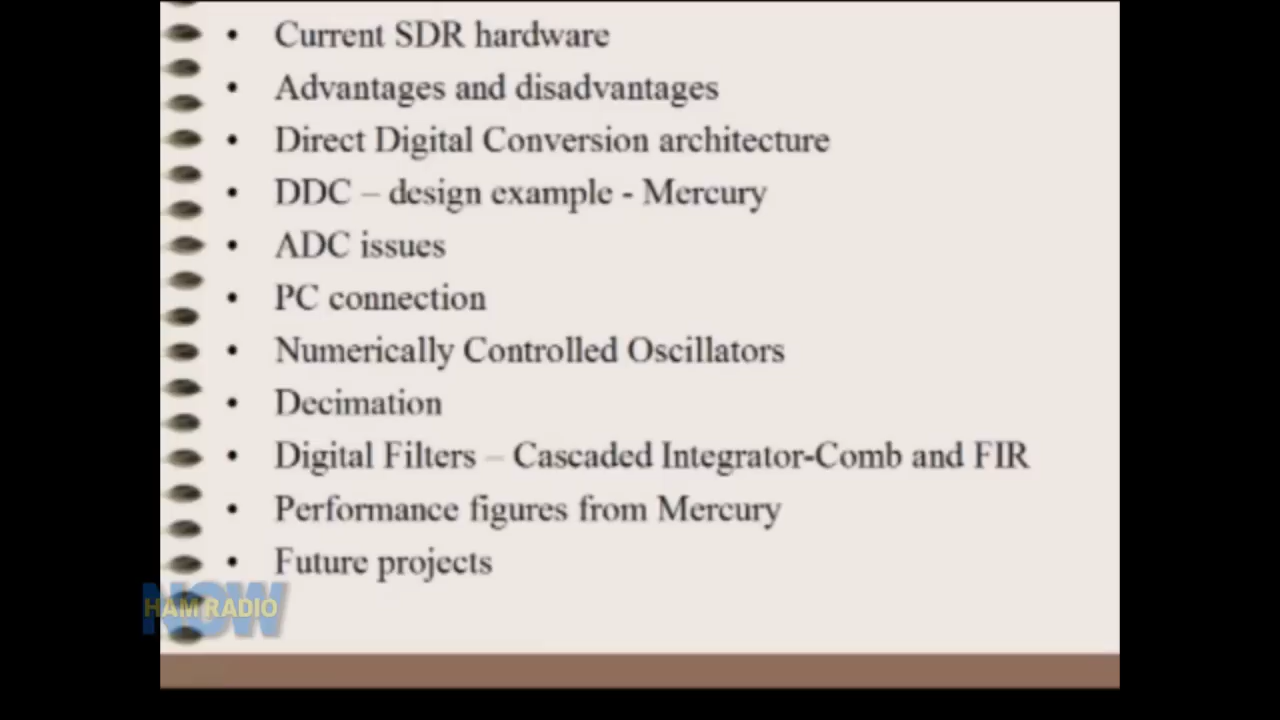 • Current SDR hardware
• Advantages and disadvantages
• Direct Digital Conversion architecture
• DDC – design example - Mercury
• ADC issues
• PC connection
• Numerically Controlled Oscillators
• Decimation
• Digital Filters – Cascaded Integrator-Comb and FIR
• Performance figures from Mercury
• Future projects
NOW
HAM RADIO